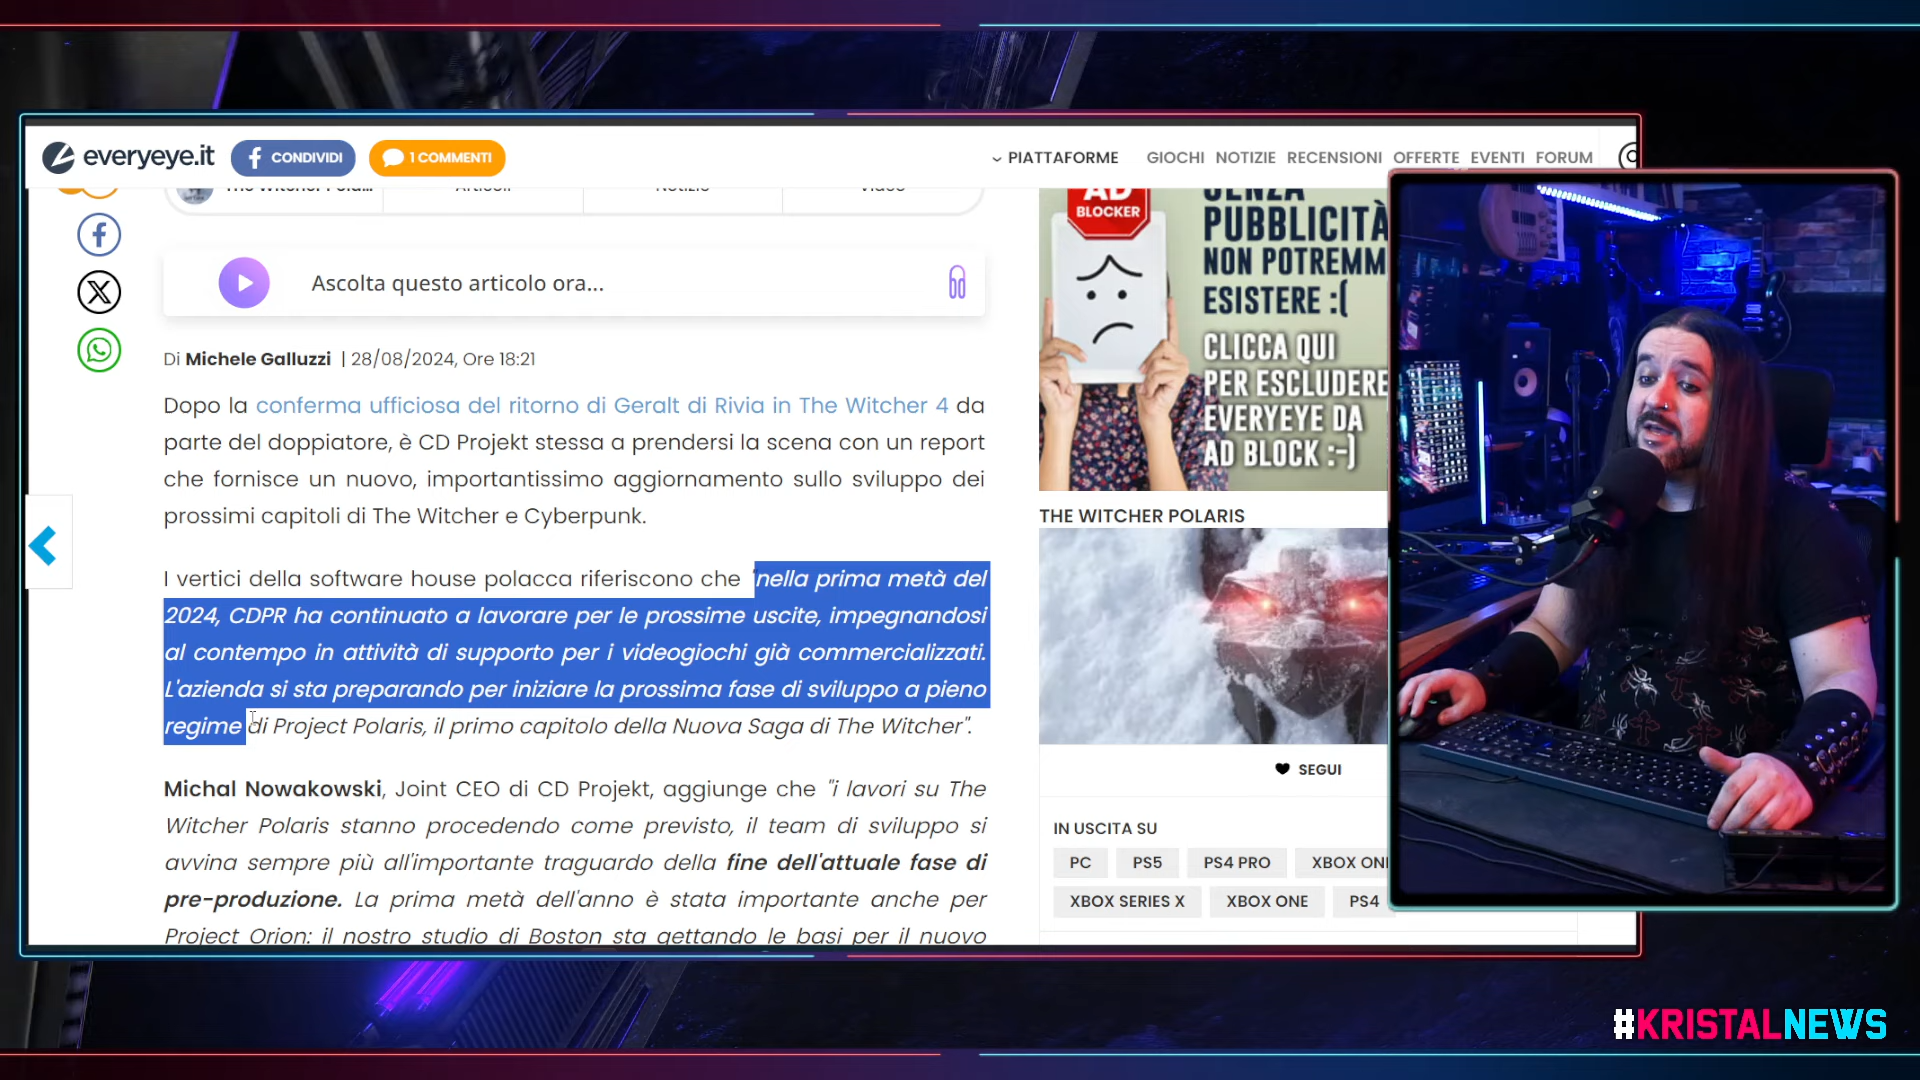 everyeye.it
CONDIVIDI
1 COMMENTI
PIATTAFORME
GIOCHI NOTIZIE RECENSIONI OFFERTE EVENTI FORUM
The Witcher Pola...
Articoli
Notizie
Video
Ascolta questo articolo ora...
Di Michele Galluzzi | 28/08/2024, Ore 18:21
Dopo la conferma ufficiosa del ritorno di Geralt di Rivia in The Witcher 4 da
parte del doppiatore, è CD Projekt stessa a prendersi la scena con un report
che fornisce un nuovo, importantissimo aggiornamento sullo sviluppo dei
prossimi capitoli di The Witcher e Cyberpunk.
I vertici della software house polacca riferiscono che "nella prima metà del
2024, CDPR ha continuato a lavorare per le prossime uscite, impegnandosi
al contempo in attività di supporto per i videogiochi già commercializzati.
L'azienda si sta preparando per iniziare la prossima fase di sviluppo a pieno
regime di Project Polaris, il primo capitolo della Nuova Saga di The Witcher".
Michal Nowakowski, Joint CEO di CD Projekt, aggiunge che "i lavori su The
Witcher Polaris stanno procedendo come previsto, il team di sviluppo si
avvina sempre più all'importante traguardo della fine dell'attuale fase di
pre-produzione. La prima metà dell'anno è stata importante anche per
Project Orion: il nostro studio di Boston sta gettando le basi per il nuovo
AD
BLOCKER
SENZA
PUBBLICITÀ
NON POTREMM
ESISTERE :(
CLICCA QUI
PER ESCLUDERE
EVERYEYE DA
AD BLOCK :-)
THE WITCHER POLARIS
SEGUI
IN USCITA SU
PC
PS5
PS4 PRO
XBOX ON
XBOX SERIES X
XBOX ONE
PS4
#KRISTALNEWS